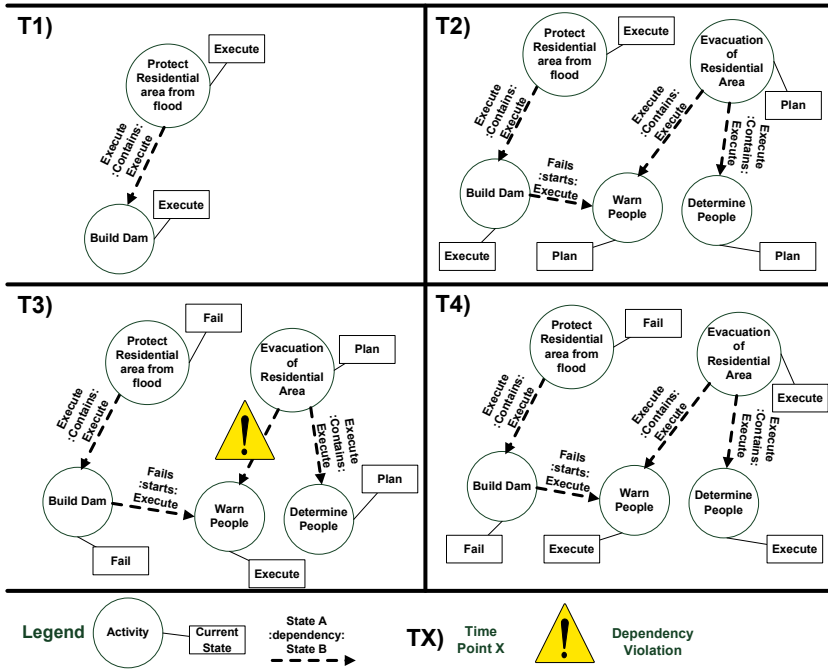 T1)
Protect
Residential
area from
flood
Execute
Execute
:Contains:
Execute
Build Dam
Execute
T2)
Protect
Residential
area from
flood
Execute
Evacuation
of
Residential
Area
Plan
Execute
:Contains:
Execute
Execute
:Contains:
Execute
Execute
:Contains:
Execute
Build Dam
Execute
Fails
:starts:
Execute
Warn
People
Plan
Determine
People
Plan
T3)
Protect
Residential
area from
flood
Fail
Evacuation
of
Residential
Area
Plan
Execute
:Contains:
Execute
!
Execute
:Contains:
Execute
Build Dam
Fail
Fails
:starts:
Execute
Warn
People
Execute
Determine
People
Plan
T4)
Protect
Residential
area from
flood
Fail
Evacuation
of
Residential
Area
Execute
Execute
:Contains:
Execute
Execute
:Contains:
Execute
Execute
:Contains:
Execute
Build Dam
Fail
Fails
:starts:
Execute
Warn
People
Execute
Determine
People
Execute
Legend
Activity
Current
State
State A
:dependency:
State B
TX)
Time
Point X
!
Dependency
Violation